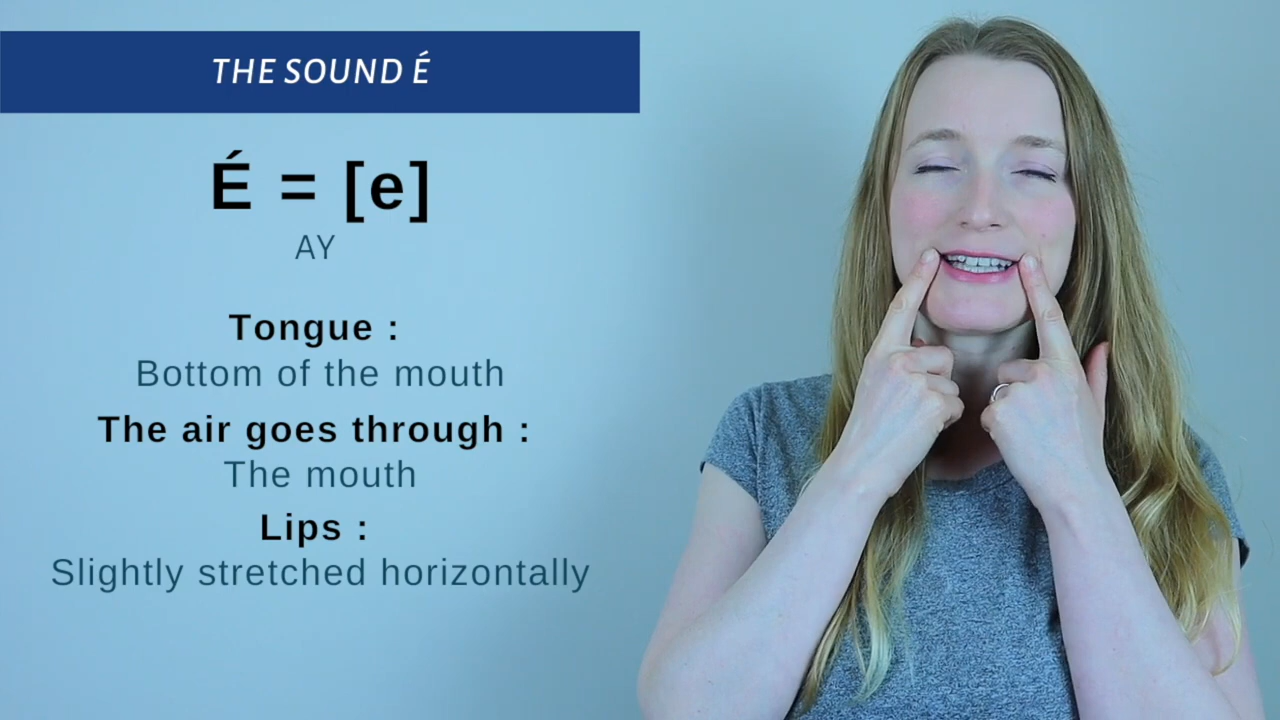 THE SOUND É
É = [e]
AY
Tongue :
Bottom of the mouth
The air goes through :
The mouth
Lips :
Slightly stretched horizontally